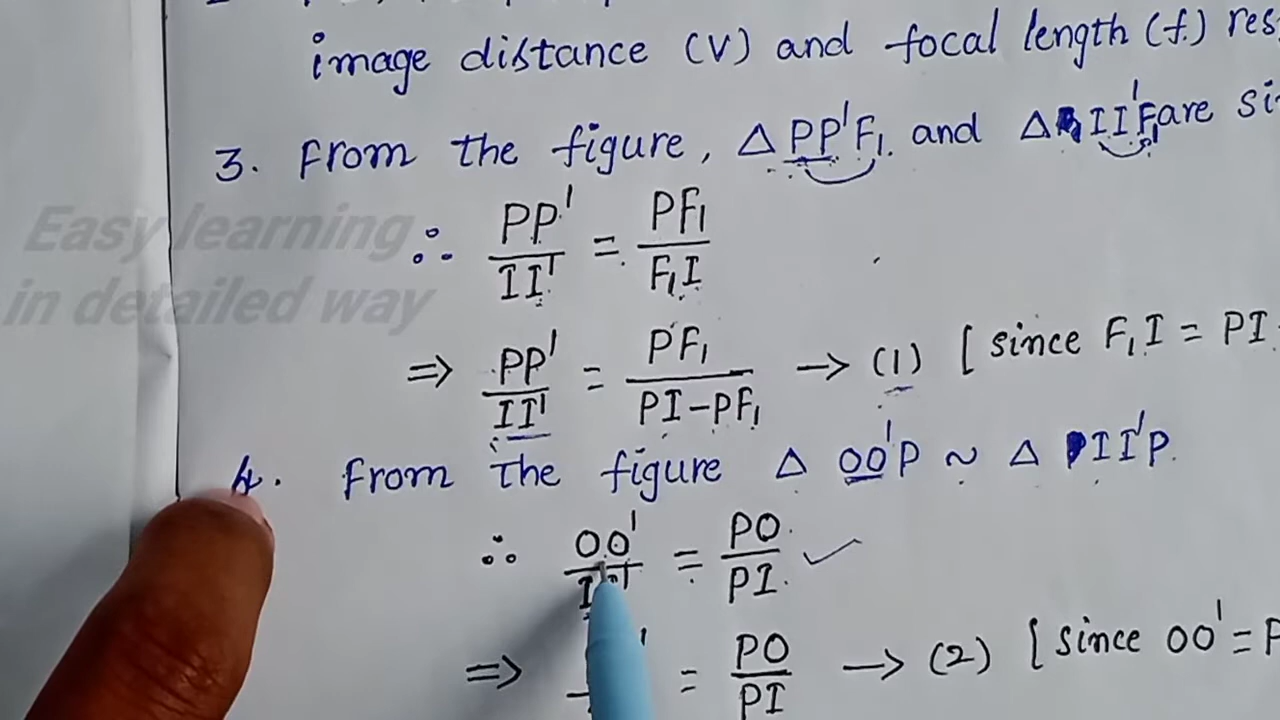 image distance (V) and focal length (f) res
3. From the figure, Δ PP'F₁ and Δ II'F₁ are si
Easy learning
in detailed way
∴ PP'/II' = PF₁/F₁I
⇒ PP'/II' = PF₁/PI-PF₁ → (1) [since F₁I = PI
4. From the figure Δ OO'P ~ Δ II'P
∴ OO'/II' = PO/PI ✓
⇒ = PO/PI → (2) [since OO' = P